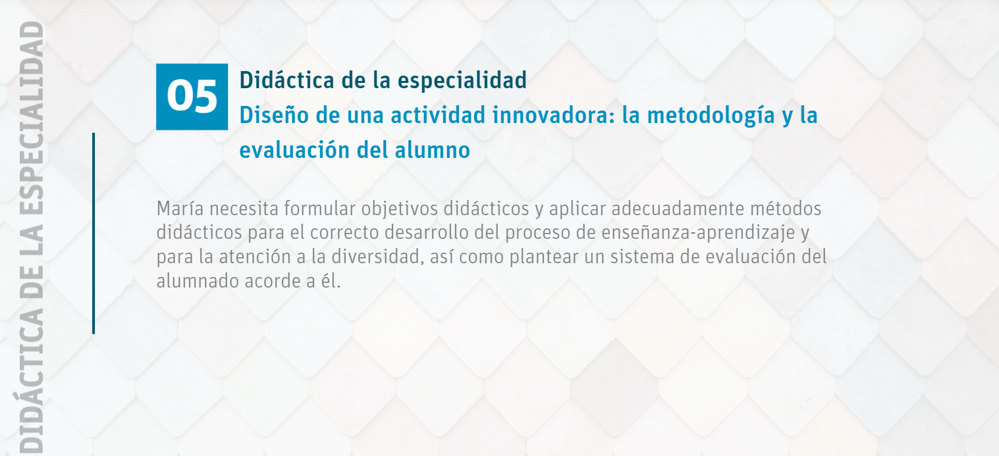 DIDÁCTICA DE LA ESPECIALIDAD
05
Didáctica de la especialidad
Diseño de una actividad innovadora: la metodología y la
evaluación del alumno
María necesita formular objetivos didácticos y aplicar adecuadamente métodos
didácticos para el correcto desarrollo del proceso de enseñanza-aprendizaje y
para la atención a la diversidad, así como plantear un sistema de evaluación del
alumnado acorde a él.